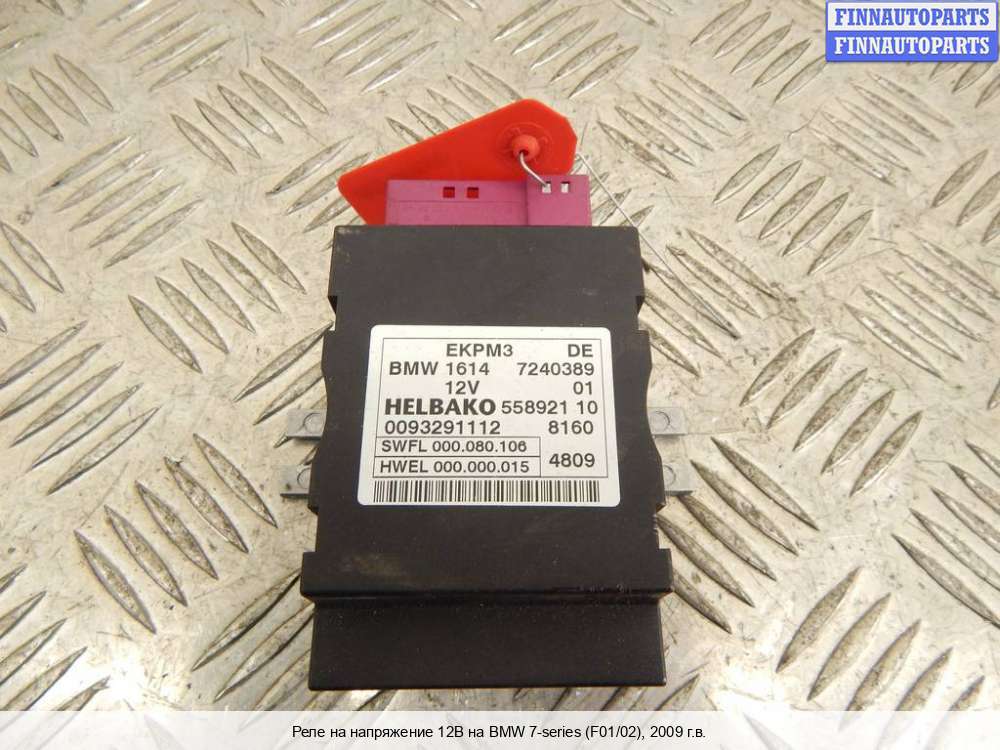 FINNAUTOPARTS
FINNAUTOPARTS
EKPM3 DE
BMW 1614 7240389
12V 01
HELBAKO 558921 10
0093291112 8160
SWFL 000.080.106
HWEL 000.000.015 4809
Реле на напряжение 12В на BMW 7-series (F01/02), 2009 г.в.